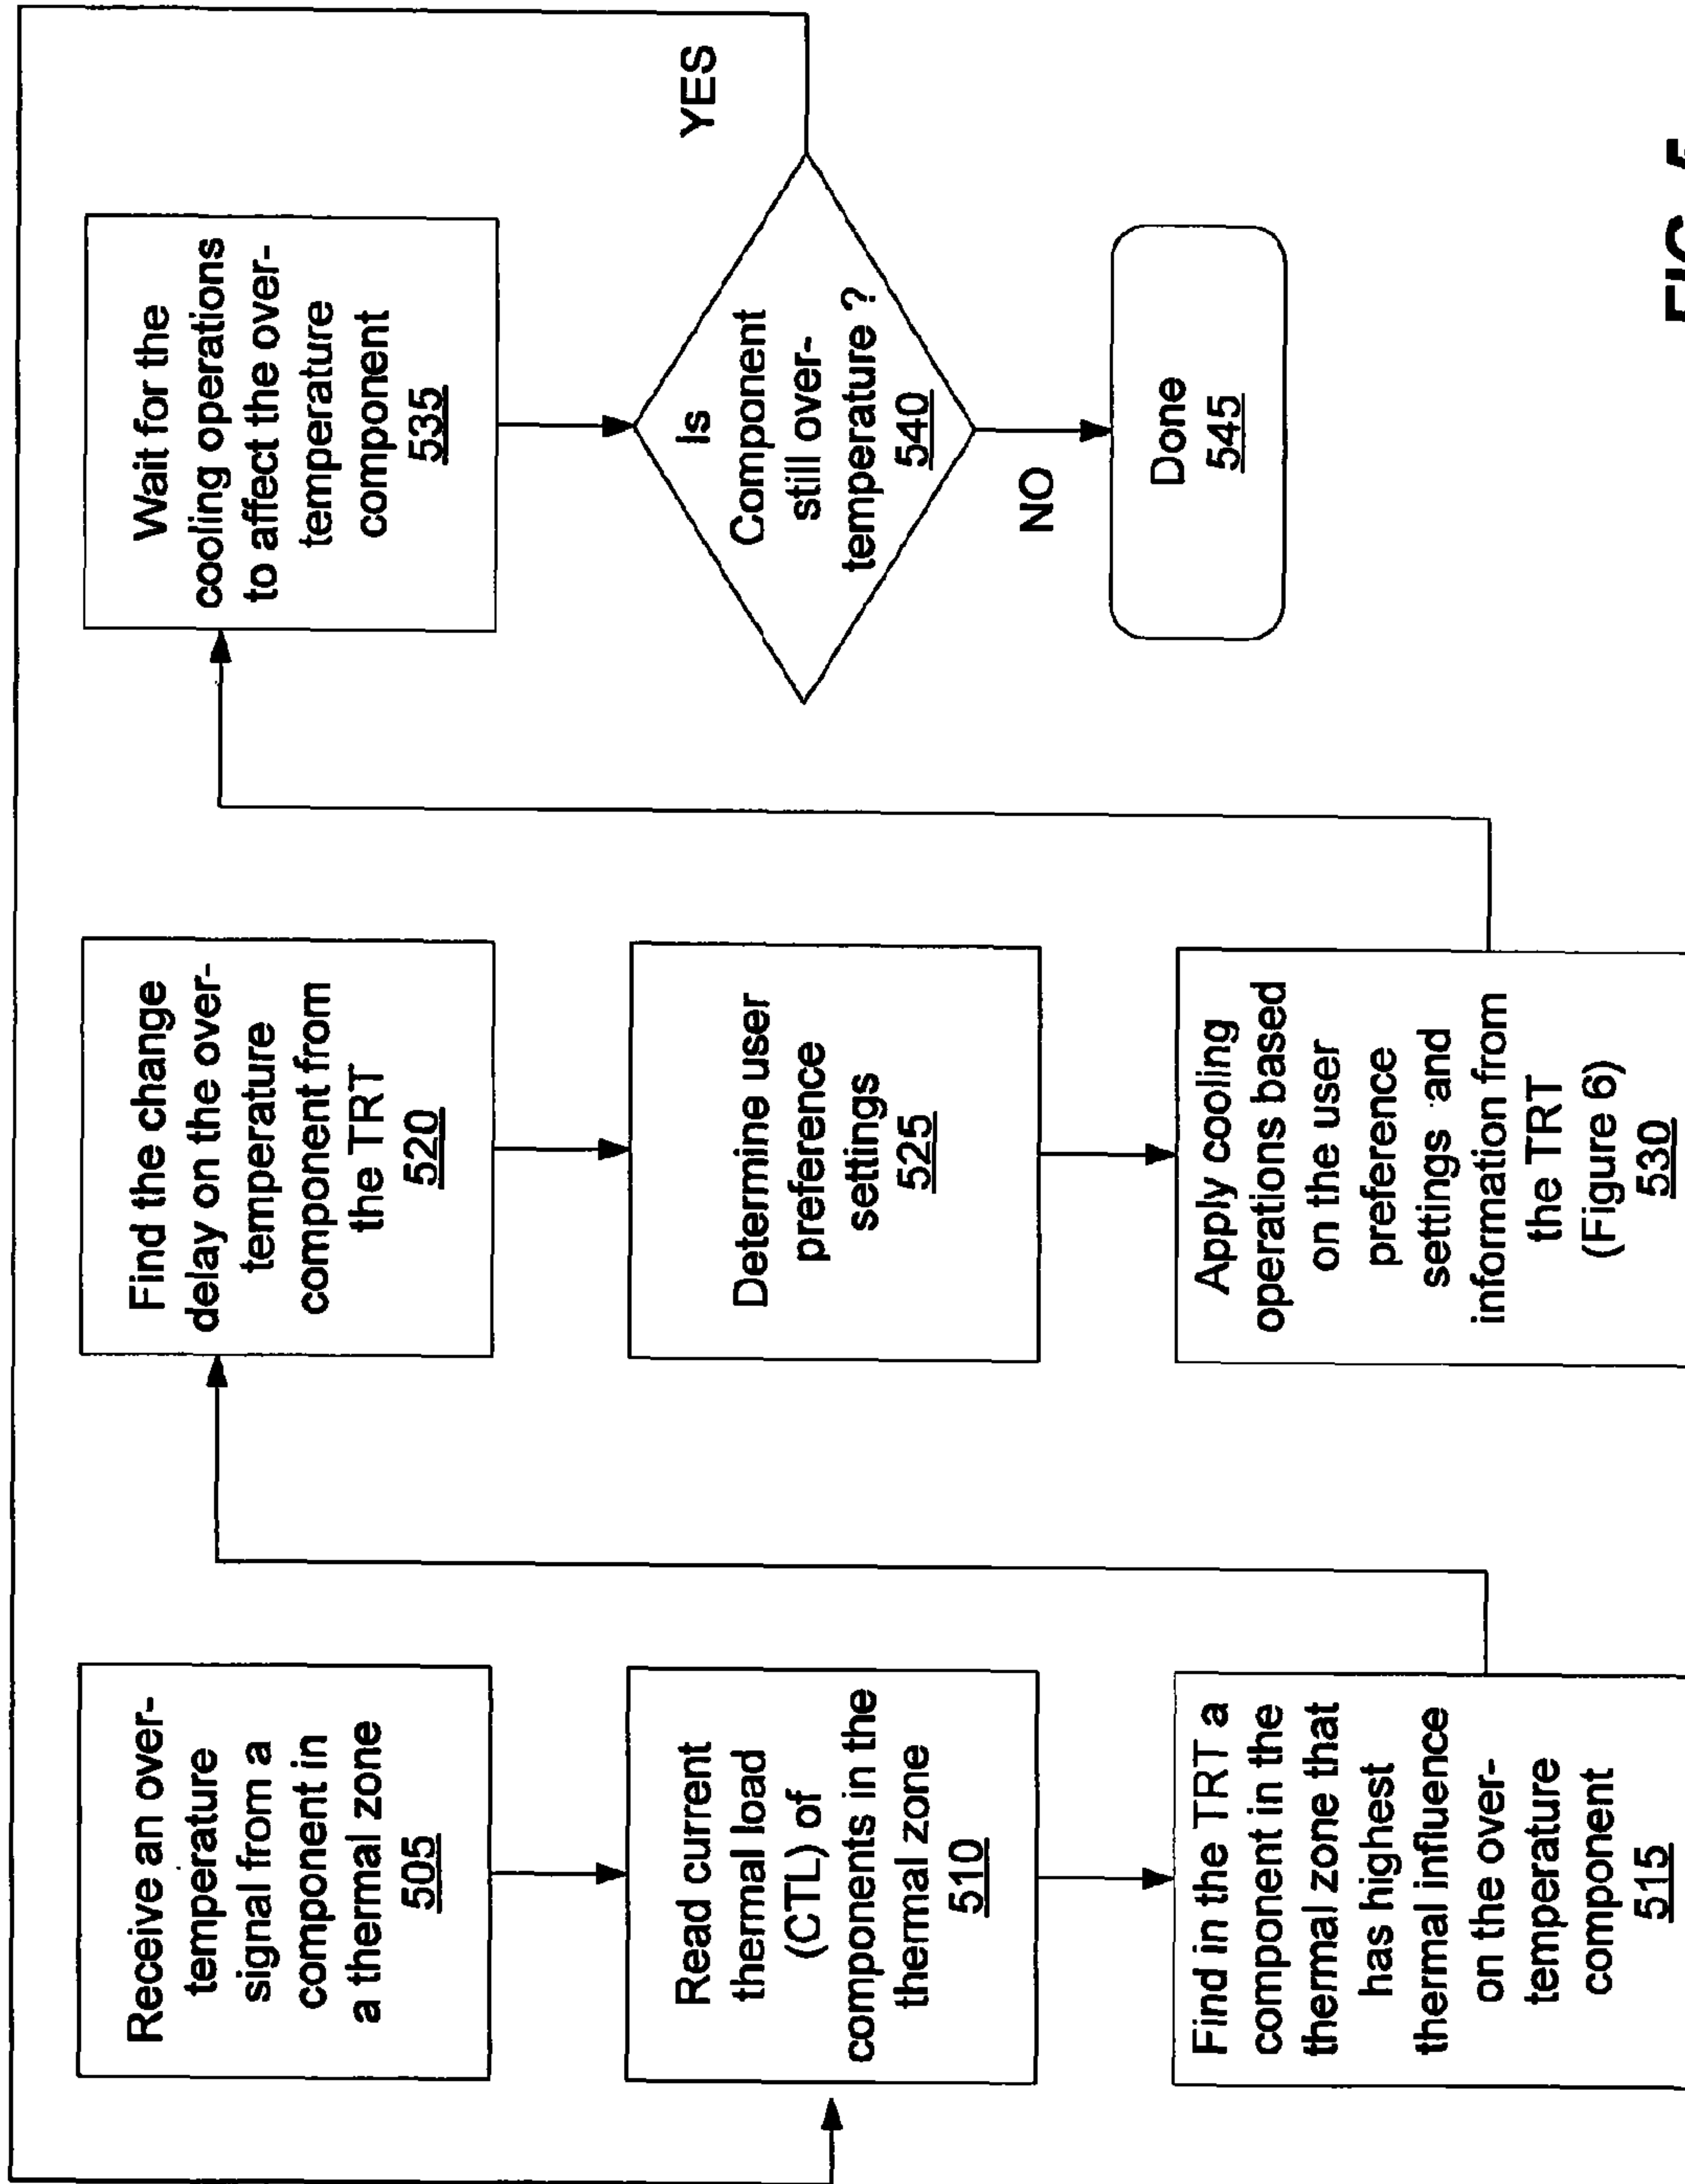 Receive an over-
temperature
signal from a
component in
a thermal zone
505
Read current
thermal load
(CTL) of
components in the
thermal zone
510
Find in the TRT a
component in the
thermal zone that
has highest
thermal influence
on the over-
temperature
component
515
Find the change
delay on the over-
temperature
component from
the TRT
520
Determine user
preference
settings
525
Apply cooling
operations based
on the user
preference
settings and
information from
the TRT
(Figure 6)
530
Wait for the
cooling operations
to affect the over-
temperature
component
535
Is
Component
still over-
temperature ?
540
YES
NO
Done
545